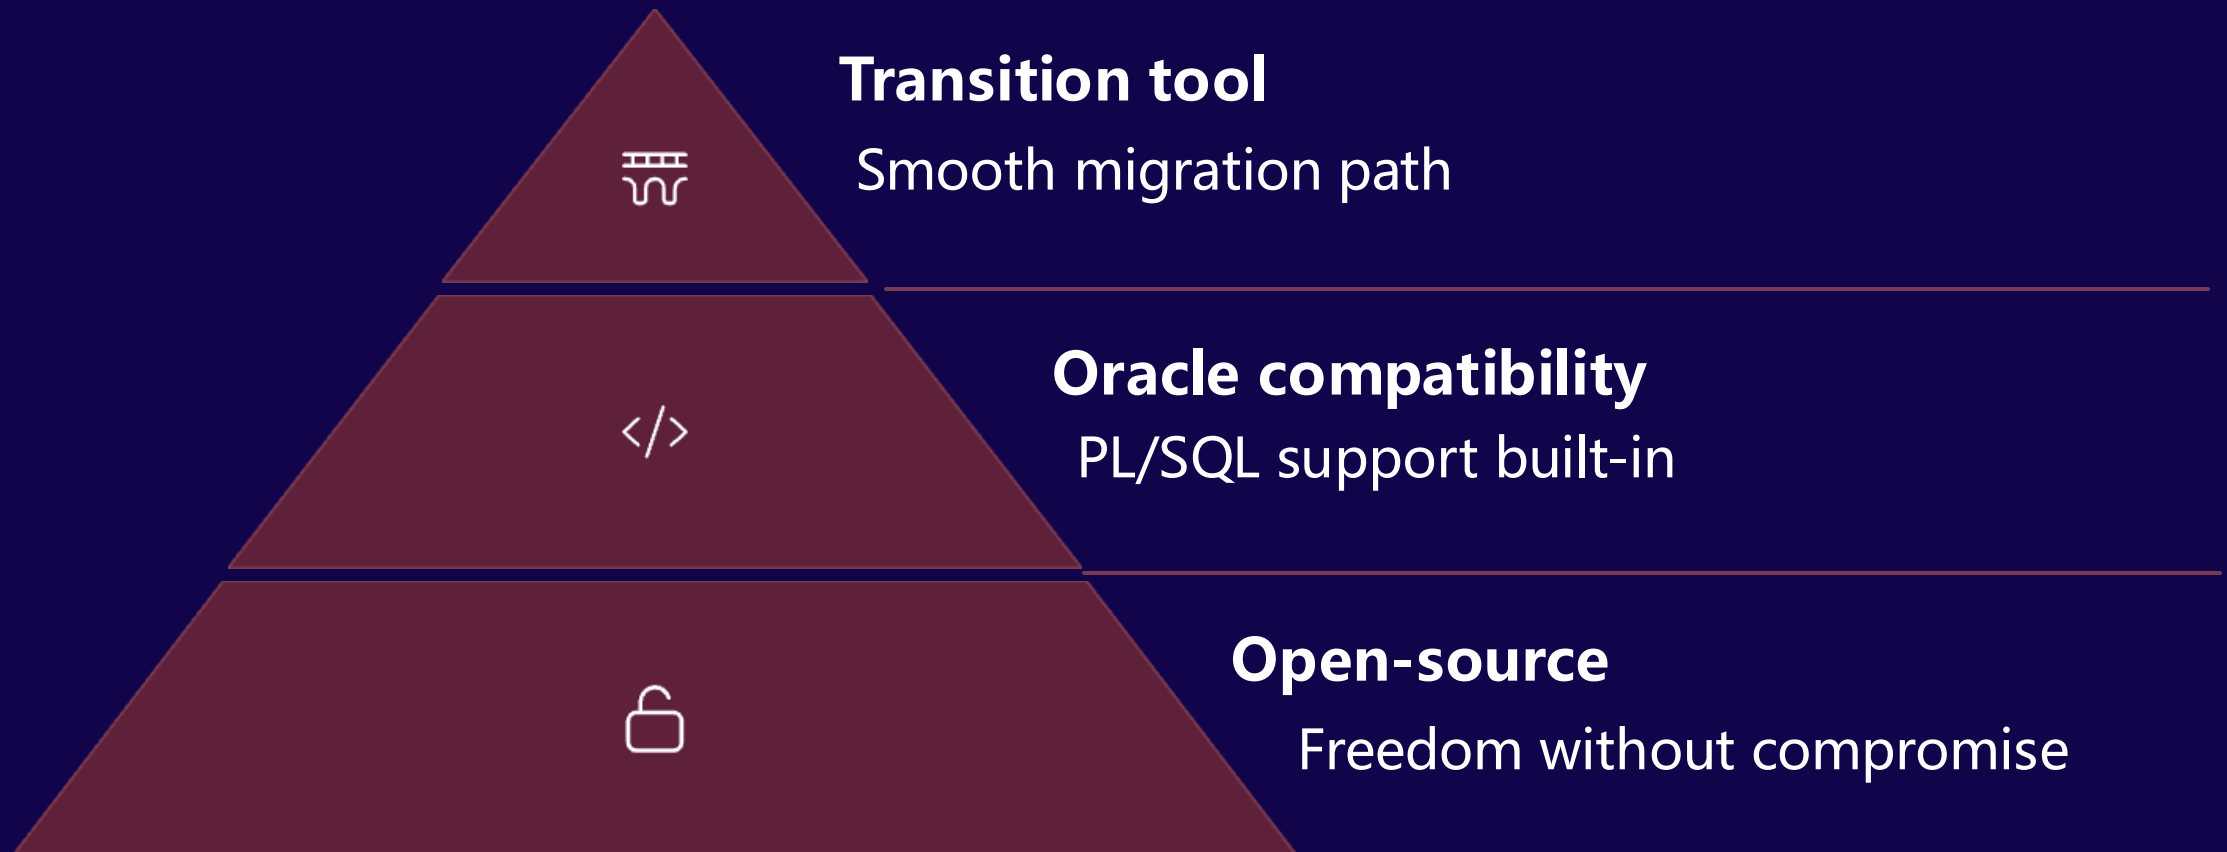 Transition tool
Smooth migration path
Oracle compatibility
PL/SQL support built-in
Open-source
Freedom without compromise